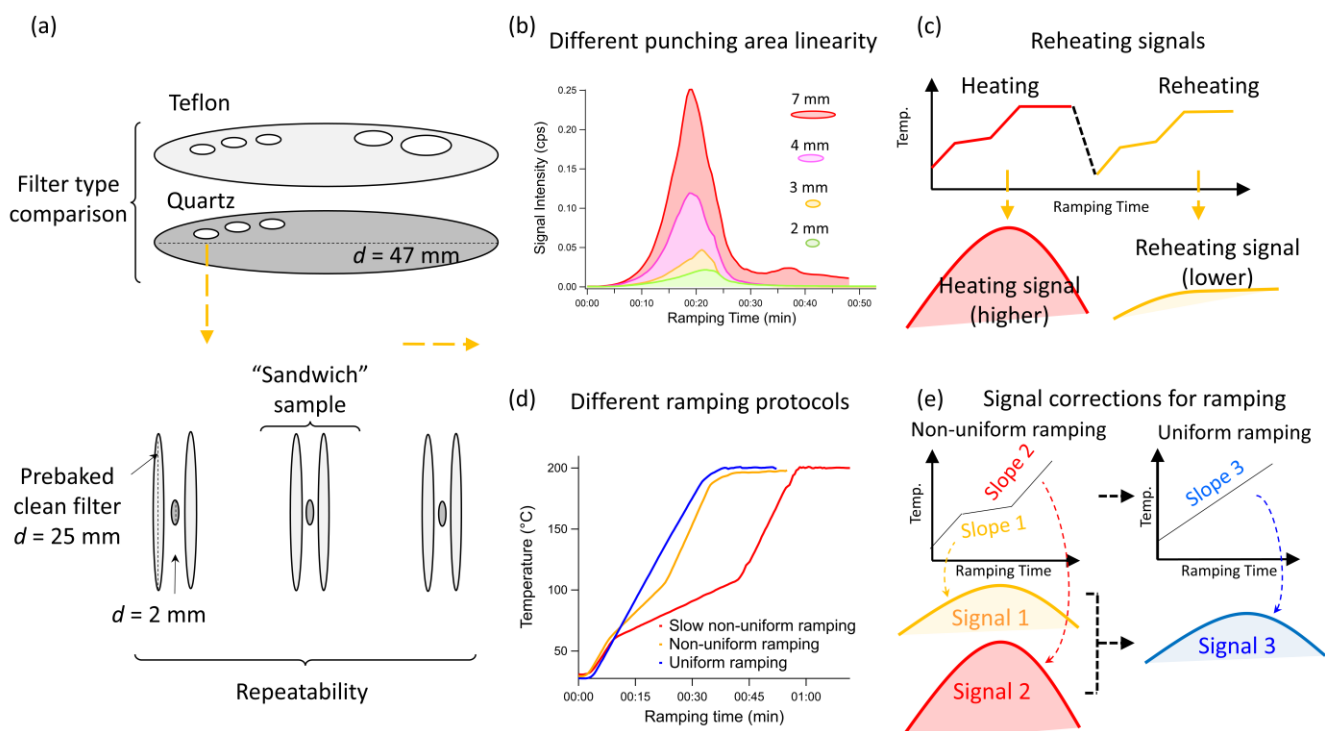 (a)
Teflon
Filter type
comparison
Quartz
d = 47 mm
"Sandwich"
sample
Prebaked
clean filter
d = 25 mm
d = 2 mm
Repeatability
(b)
Different punching area linearity
7 mm
4 mm
3 mm
2 mm
Signal Intensity (cps)
0.25
0.20
0.15
0.10
0.05
0.00
00:00
00:10
00:20
00:30
00:40
00:50
Ramping Time (min)
(c)
Reheating signals
Heating
Reheating
Temp.
Ramping Time
Heating signal
(higher)
Reheating signal
(lower)
(d)
Different ramping protocols
Temperature (°C)
200
150
100
50
Slow non-uniform ramping
Non-uniform ramping
Uniform ramping
00:00
00:15
00:30
00:45
01:00
Ramping time (min)
(e)
Signal corrections for ramping
Non-uniform ramping
Uniform ramping
Temp.
Slope 2
Slope 1
Ramping Time
Temp.
Slope 3
Ramping Time
Signal 1
Signal 2
Signal 3